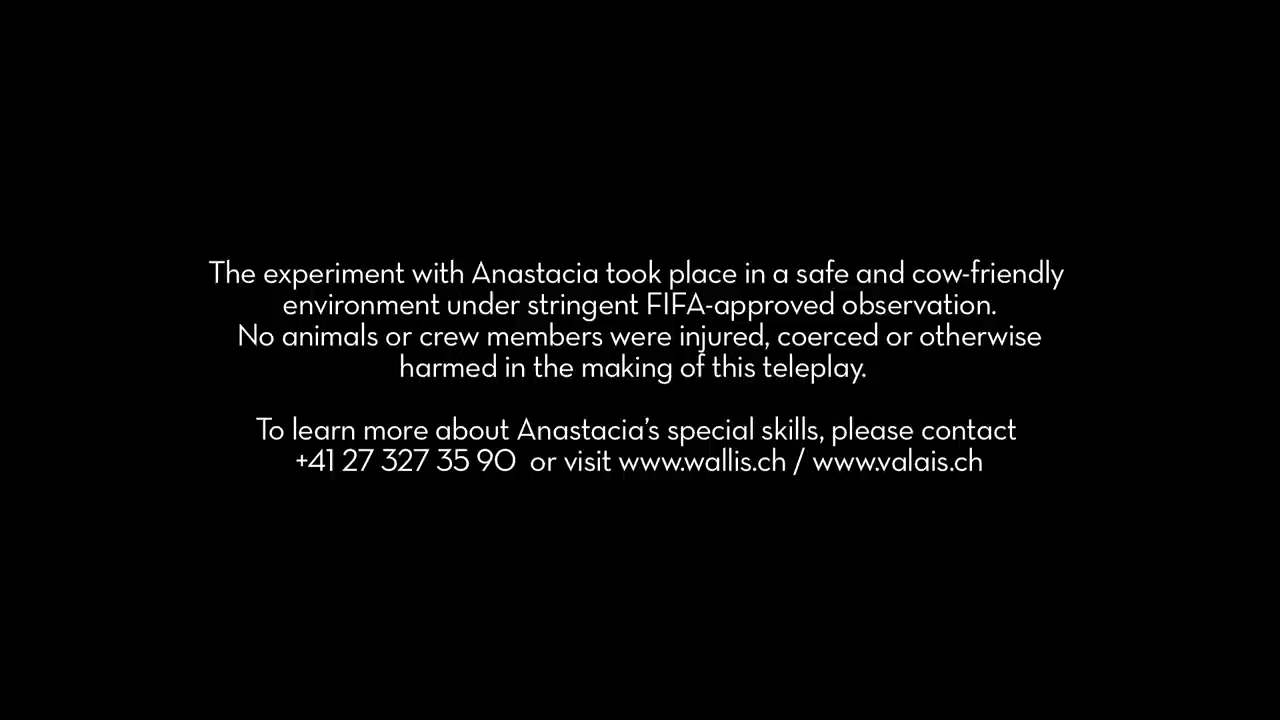 The experiment with Anastacia took place in a safe and cow-friendly
environment under stringent FIFA-approved observation.
No animals or crew members were injured, coerced or otherwise
harmed in the making of this teleplay.
To learn more about Anastacia's special skills, please contact
+41 27 327 35 90 or visit www.wallis.ch / www.valais.ch